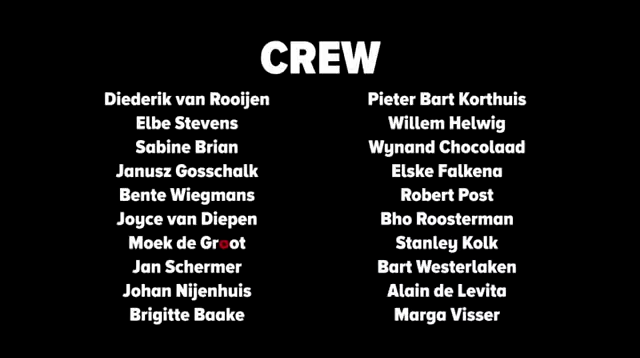 CREW
Diederik van Rooijen
Elbe Stevens
Sabine Brian
Janusz Gosschalk
Bente Wiegmans
Joyce van Diepen
Moek de Groot
Jan Schermer
Johan Nijenhuis
Brigitte Baake
Pieter Bart Korthuis
Willem Helwig
Wynand Chocolaad
Elske Falkena
Robert Post
Bho Roosterman
Stanley Kolk
Bart Westerlaken
Alain de Levita
Marga Visser